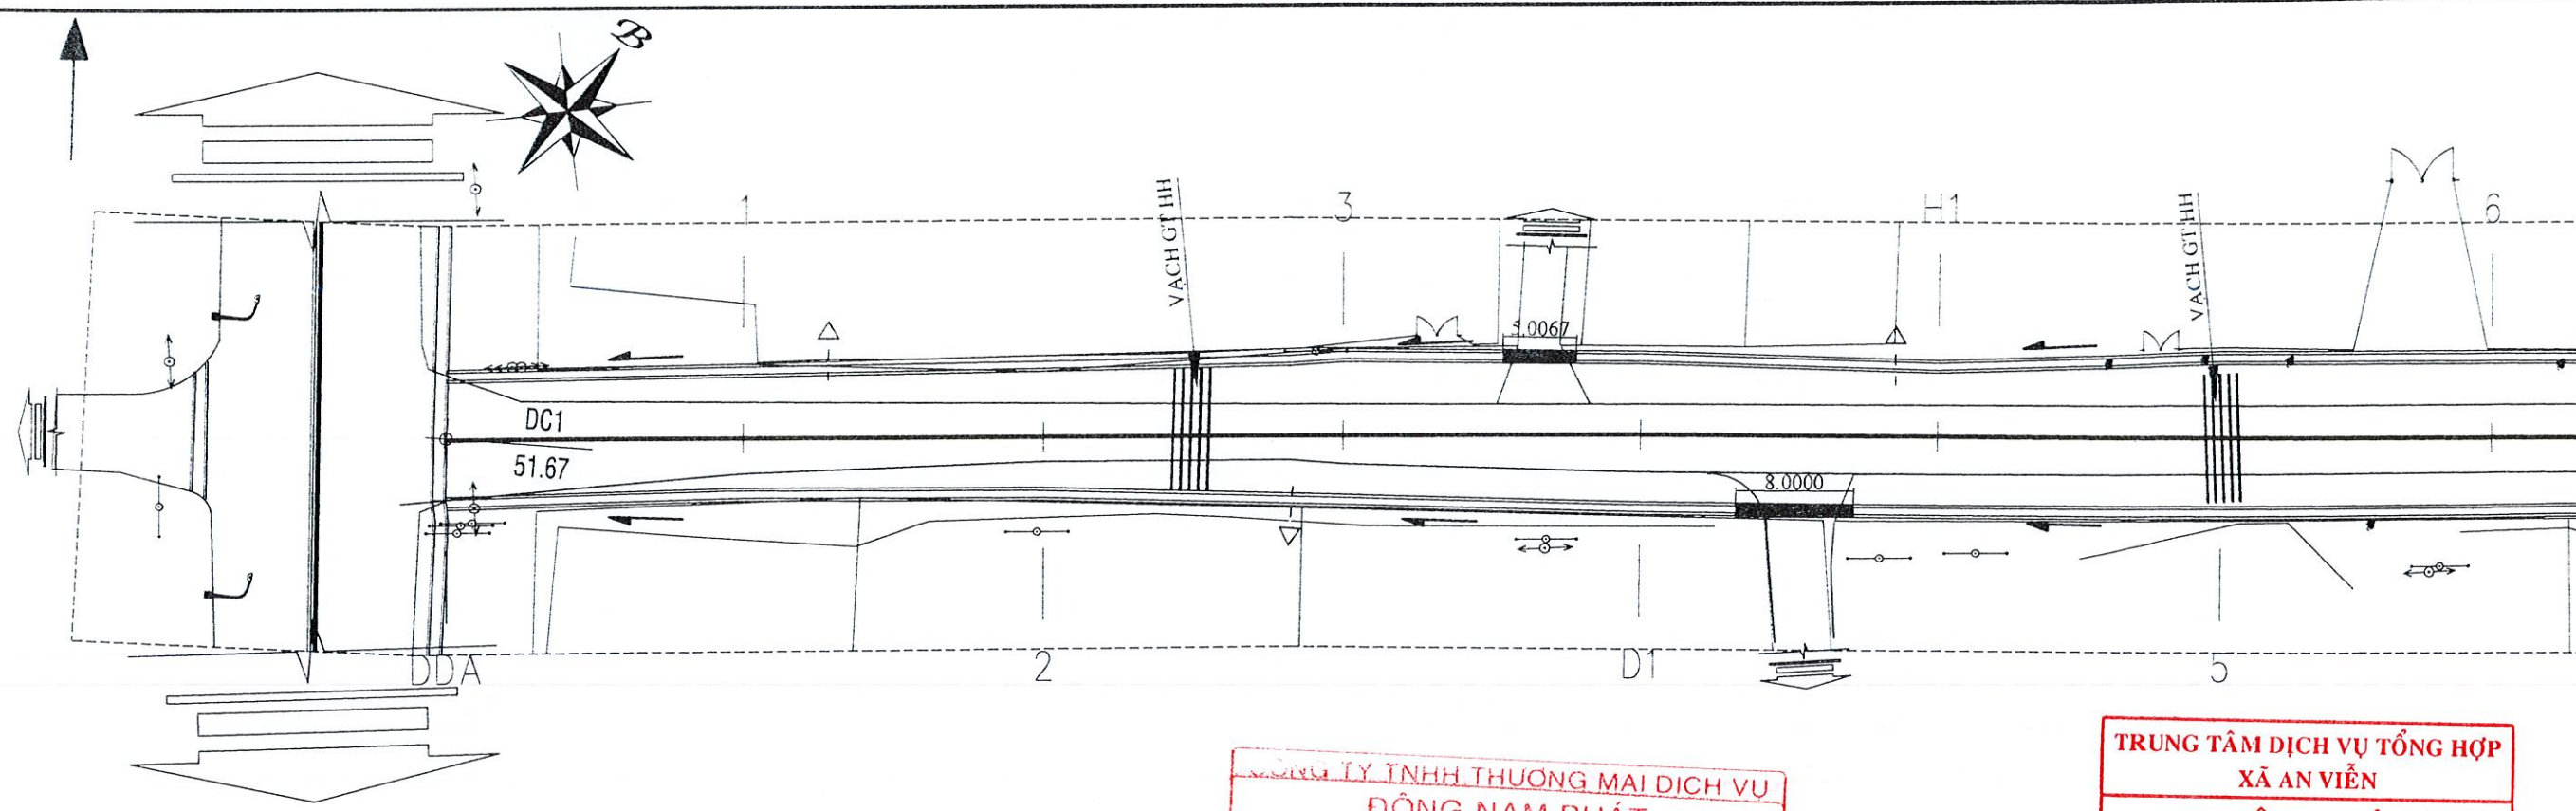 B
1
3
H1
6
VẠCH GT HH
VẠCH GT HH
5.0067
DC1
51.67
8.0000
DDA
2
D1
5
TY TNHH THƯƠNG MẠI DỊCH VỤ
TRUNG TÂM DỊCH VỤ TỔNG HỢP
XÃ AN VIỄN